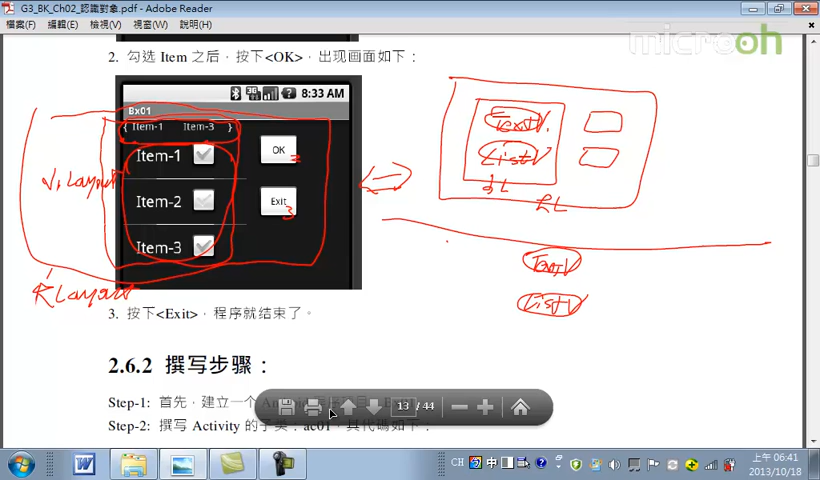 G3_BK_Ch02_認識對象.pdf - Adobe Reader
檔案(F) 編輯(E) 檢視(V) 視窗(W) 說明(H)
microoh
2. 勾选 Item 之后，按下<OK>，出现画面如下：
3G 8:33 AM
Bx01
{ Item-1 Item-3 }
Item-1
OK
2
Item-2
Exit
3
Item-3
V. Layout
R Layout
TextV.
ListV
LL
RL
TextV
ListV
3. 按下<Exit>，程序就结束了。
2.6.2 撰写步骤：
Step-1: 首先，建立一个 A
13 / 44
Step-2: 撰写 Activity 的子类：ac01，其代碼如下：
CH 中
上午 06:41
2013/10/18